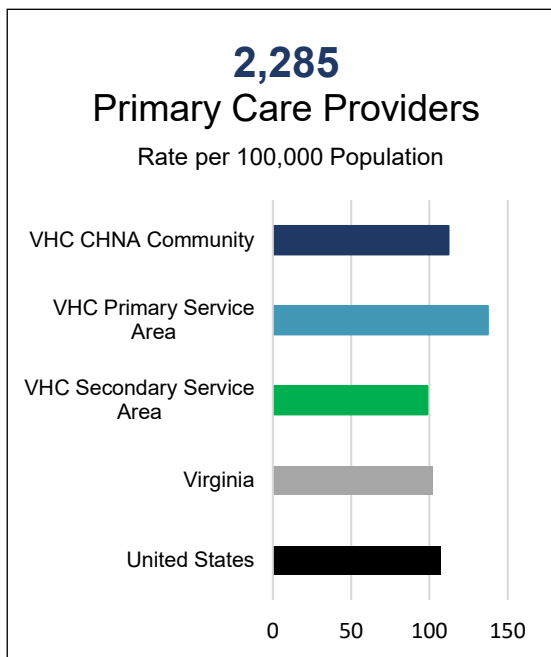 2,285
Primary Care Providers
Rate per 100,000 Population
VHC CHNA Community
VHC Primary Service
Area
VHC Secondary Service
Area
Virginia
United States
0 50 100 150